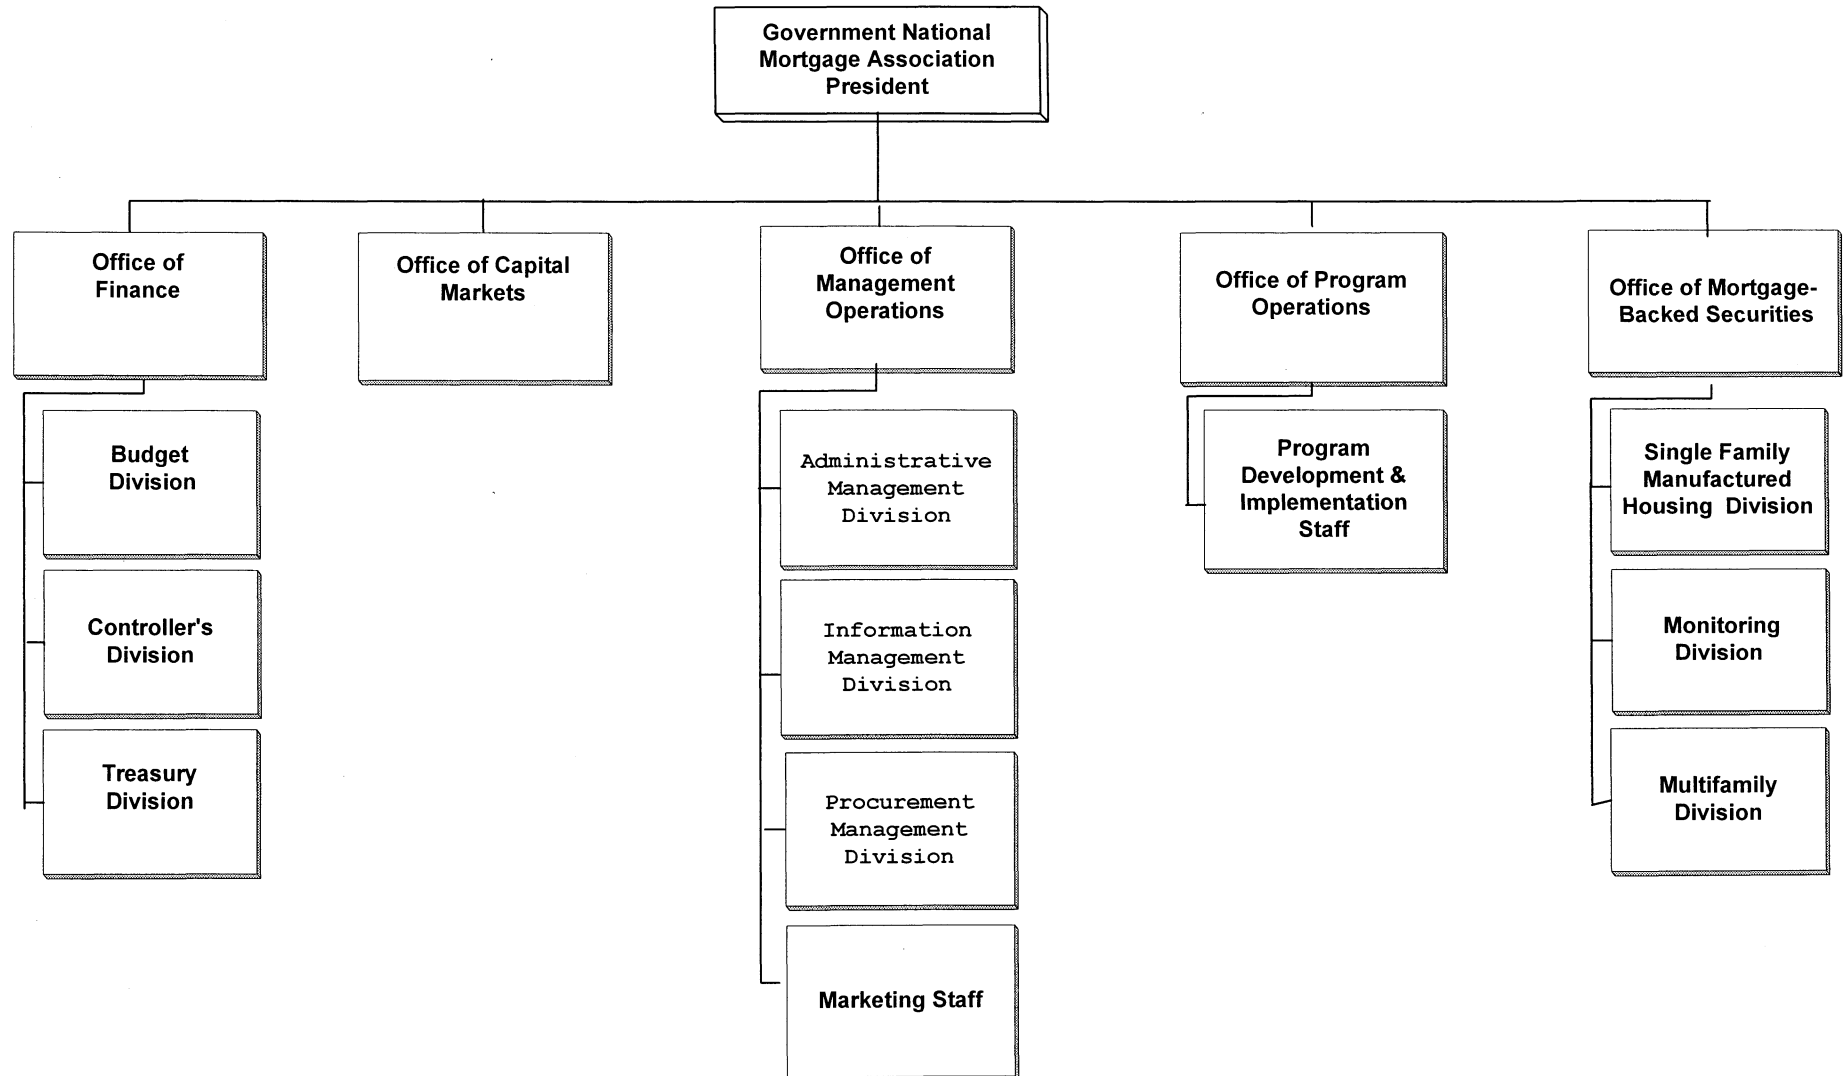 Government National
Mortgage Association
President
Office of
Finance
Office of Capital
Markets
Office of
Management
Operations
Office of Program
Operations
Office of Mortgage-
Backed Securities
Budget
Division
Controller's
Division
Treasury
Division
Administrative
Management
Division
Information
Management
Division
Procurement
Management
Division
Marketing Staff
Program
Development &
Implementation
Staff
Single Family
Manufactured
Housing Division
Monitoring
Division
Multifamily
Division